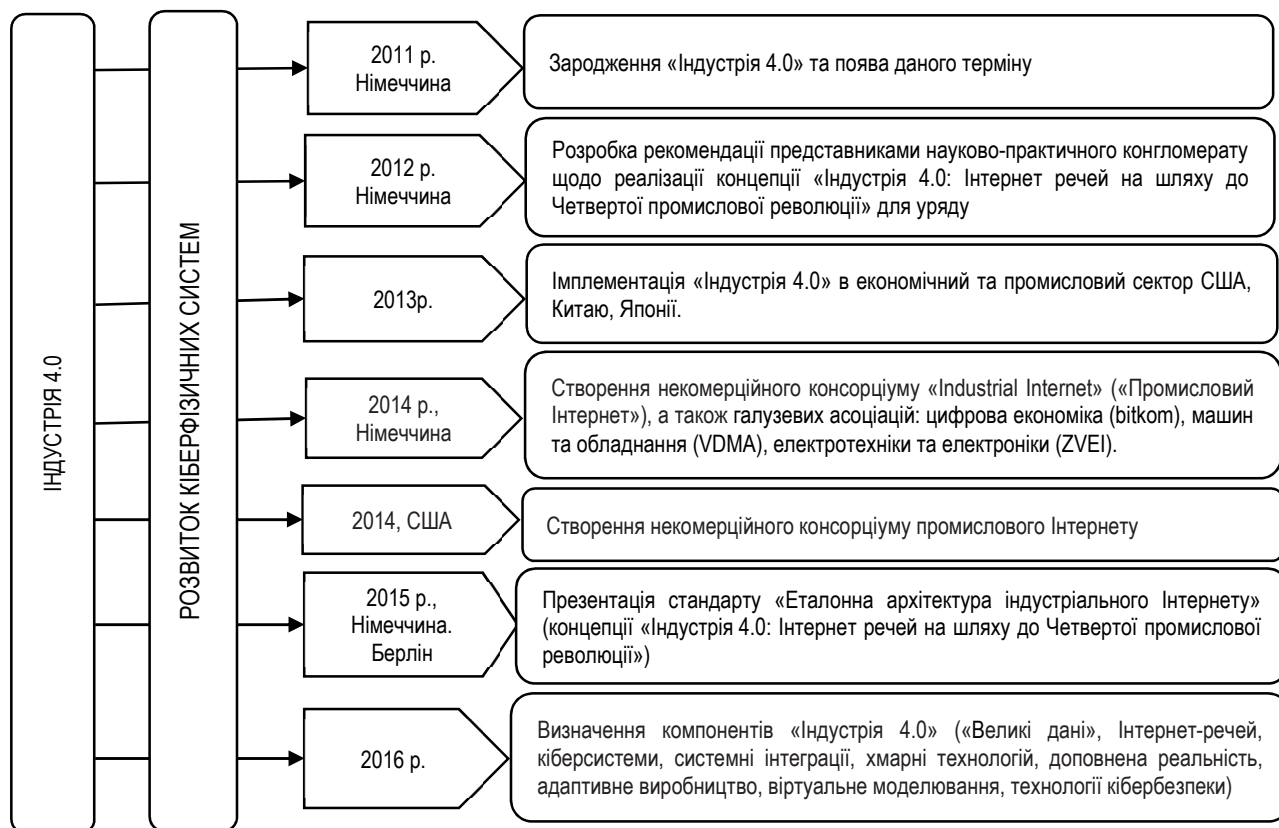 ІНДУСТРІЯ 4.0
РОЗВИТОК КІБЕРФІЗИЧНИХ СИСТЕМ
2011 р.
Німеччина
Зародження «Індустрія 4.0» та поява даного терміну
2012 р.
Німеччина
Розробка рекомендації представниками науково-практичного конгломерату
щодо реалізації концепції «Індустрія 4.0: Інтернет речей на шляху до
Четвертої промислової революції» для уряду
2013р.
Імплементація «Індустрія 4.0» в економічний та промисловий сектор США,
Китаю, Японії.
2014 р.,
Німеччина
Створення некомерційного консорціуму «Industrial Internet» («Промисловий
Інтернет»), а також галузевих асоціацій: цифрова економіка (bitkom), машин
та обладнання (VDMA), електротехніки та електроніки (ZVEI).
2014, США
Створення некомерційного консорціуму промислового Інтернету
2015 р.,
Німеччина.
Берлін
Презентація стандарту «Еталонна архітектура індустріального Інтернету»
(концепції «Індустрія 4.0: Інтернет речей на шляху до Четвертої промислової
революції»)
2016 р.
Визначення компонентів «Індустрія 4.0» («Великі дані», Інтернет-речей,
кіберсистеми, системні інтеграції, хмарні технологій, доповнена реальність,
адаптивне виробництво, віртуальне моделювання, технології кібербезпеки)